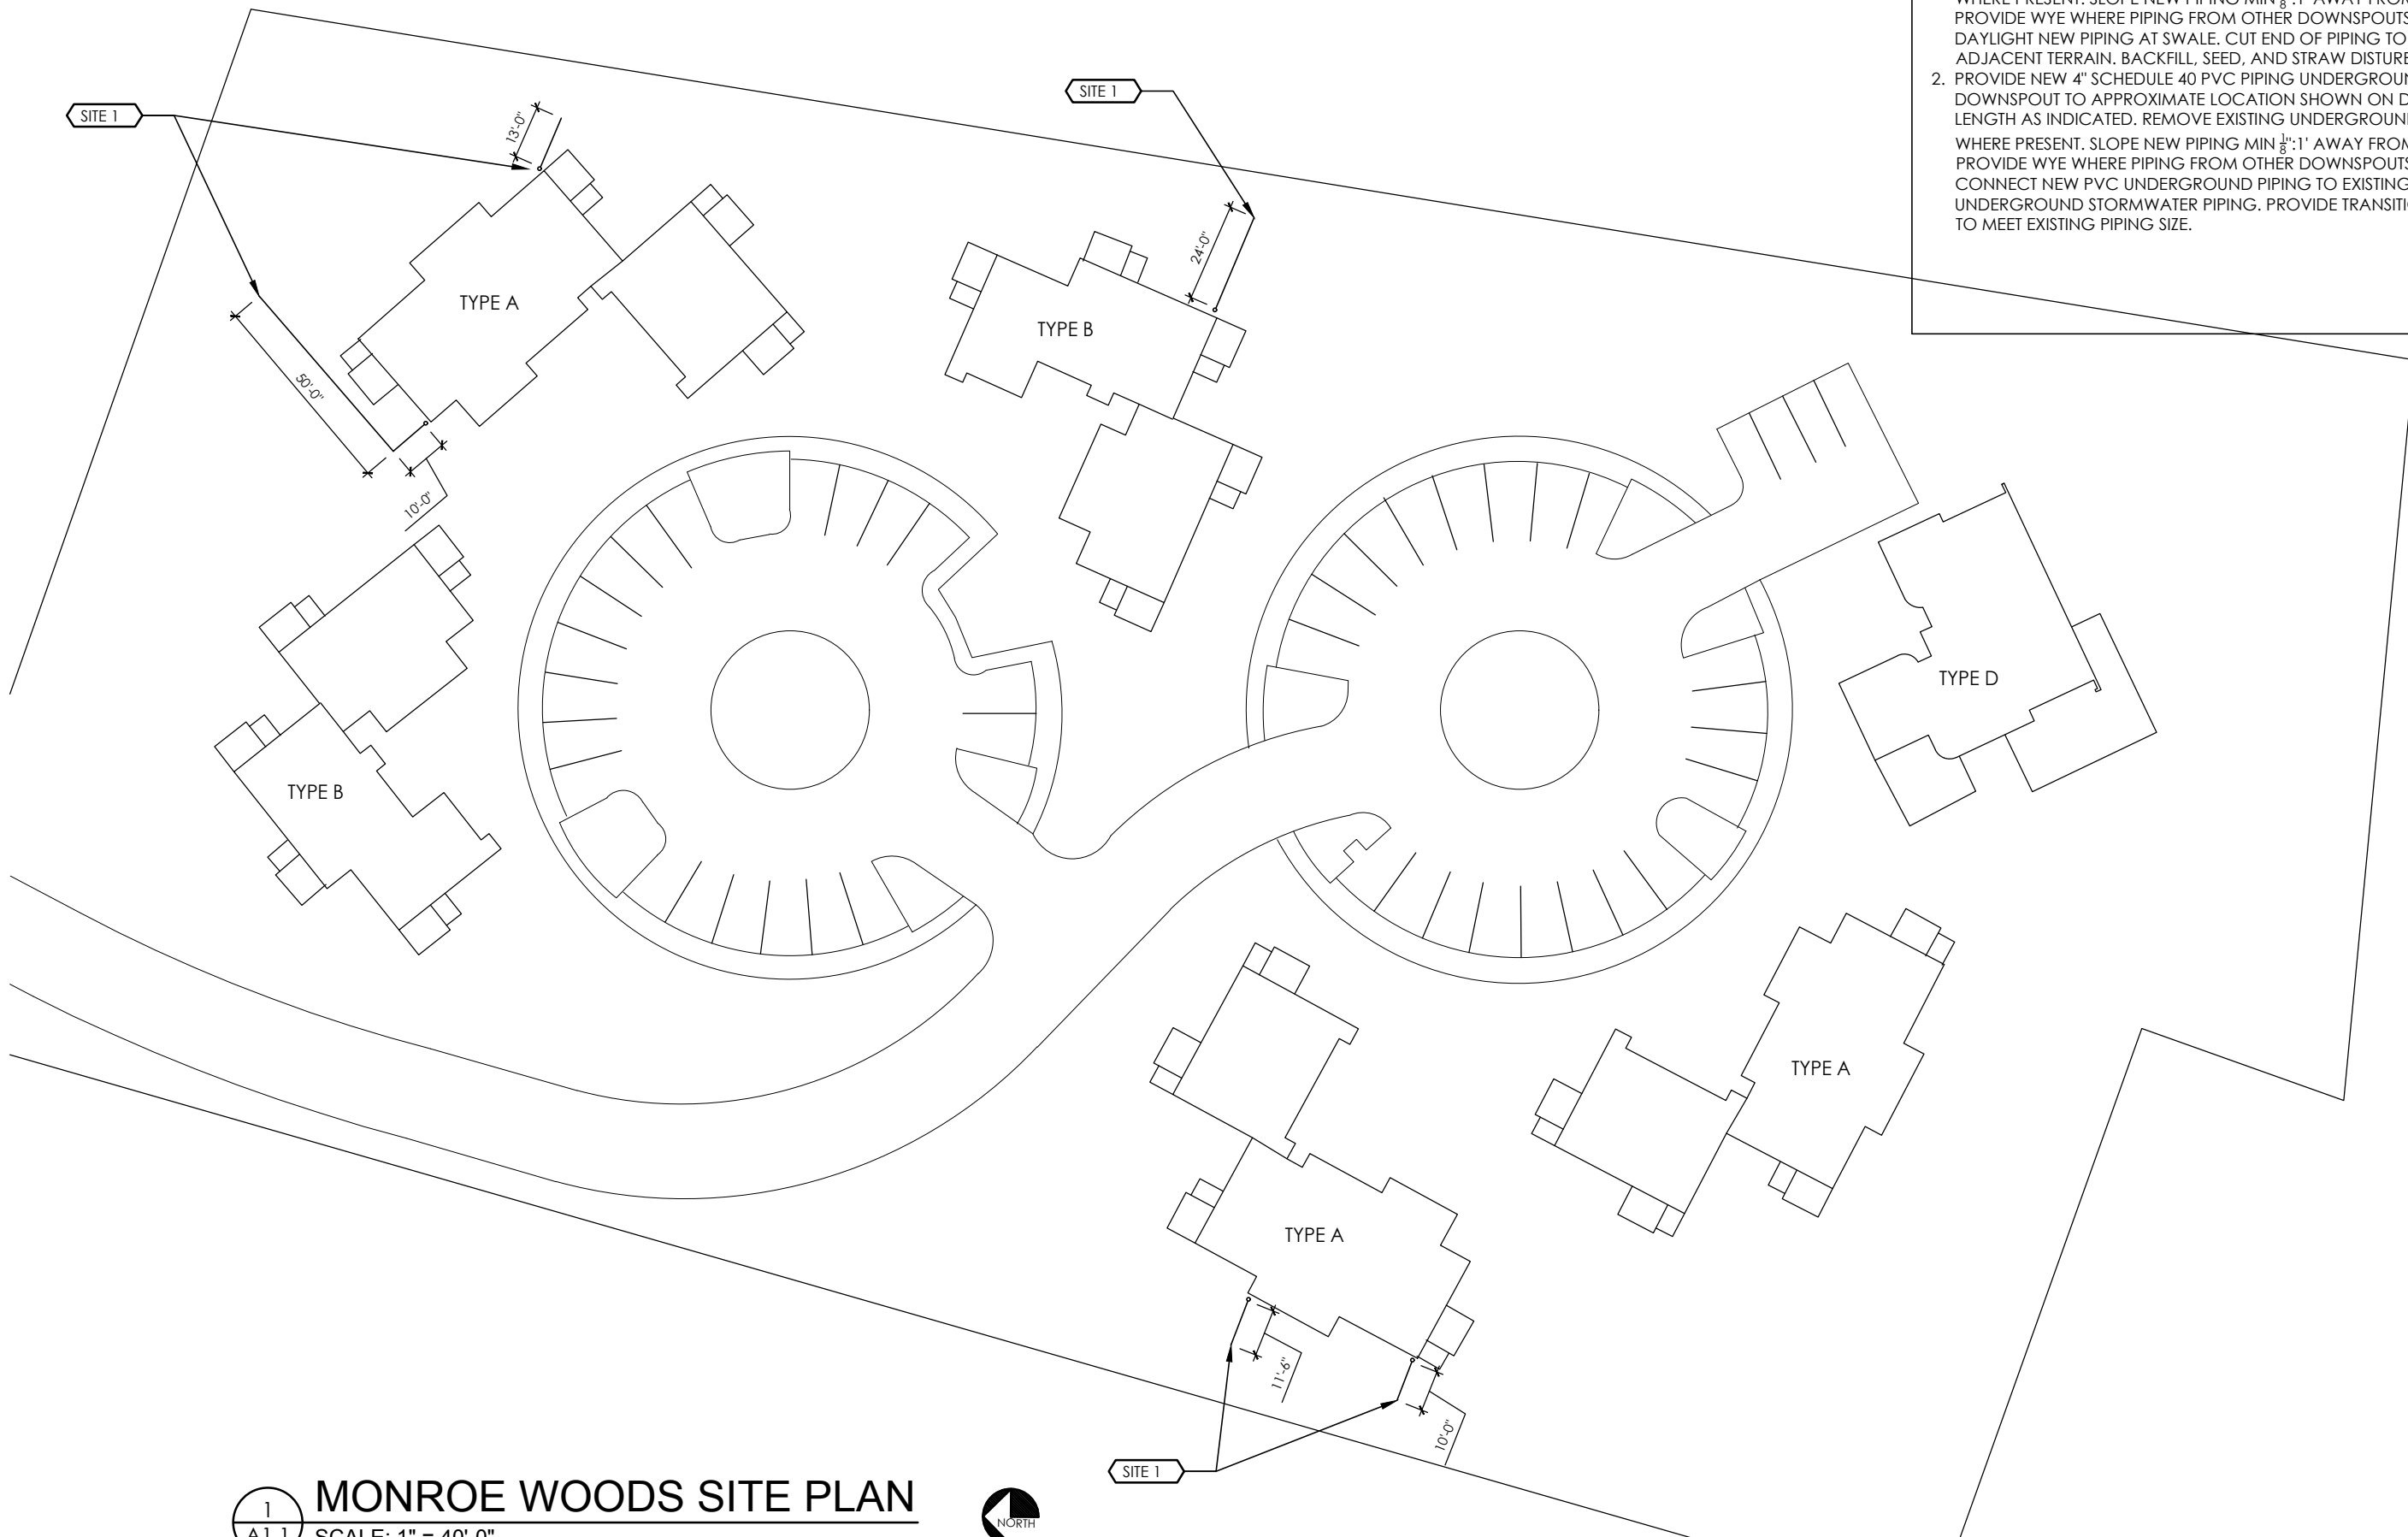 WHERE PRESENT. SLOPE NEW PIPING MIN 1/8":1' AWAY FROM
PROVIDE WYE WHERE PIPING FROM OTHER DOWNSPOUTS
DAYLIGHT NEW PIPING AT SWALE. CUT END OF PIPING TO
ADJACENT TERRAIN. BACKFILL, SEED, AND STRAW
2. PROVIDE NEW 4" SCHEDULE 40 PVC PIPING
DOWNSPOUT TO APPROXIMATE LOCATION SHOWN ON
LENGTH AS INDICATED. REMOVE EXISTING
WHERE PRESENT. SLOPE NEW PIPING MIN 1/8":1' AWAY FROM
PROVIDE WYE WHERE PIPING FROM OTHER DOWNSPOUTS
CONNECT NEW PVC UNDERGROUND PIPING TO EXISTING
UNDERGROUND STORMWATER PIPING. PROVIDE
TO MEET EXISTING PIPING SIZE.
SITE 1
SITE 1
13'-0"
24'-0"
TYPE A
TYPE B
50'-0"
10'-0"
TYPE D
TYPE B
TYPE A
TYPE A
11'-6"
10'-0"
SITE 1
1
A1.1
MONROE WOODS SITE PLAN
SCALE: 1" = 40'-0"
NORTH